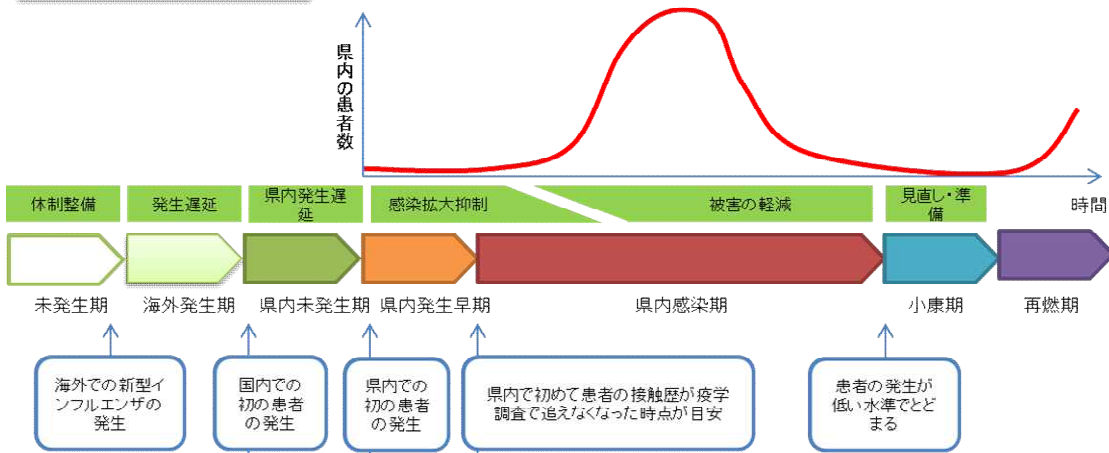 県内の患者数
時間
体制整備
発生遅延
県内発生遅
延
感染拡大抑制
被害の軽減
見直し・準
備
未発生期
海外発生期
県内未発生期
県内発生早期
県内感染期
小康期
再燃期
海外での新型イ
ンフルエンザの
発生
国内での
初の患者
の発生
県内での
初の患者
の発生
県内で初めて患者の接触歴が疫学
調査で追えなくなった時点が目安
患者の発生が
低い水準でとど
まる